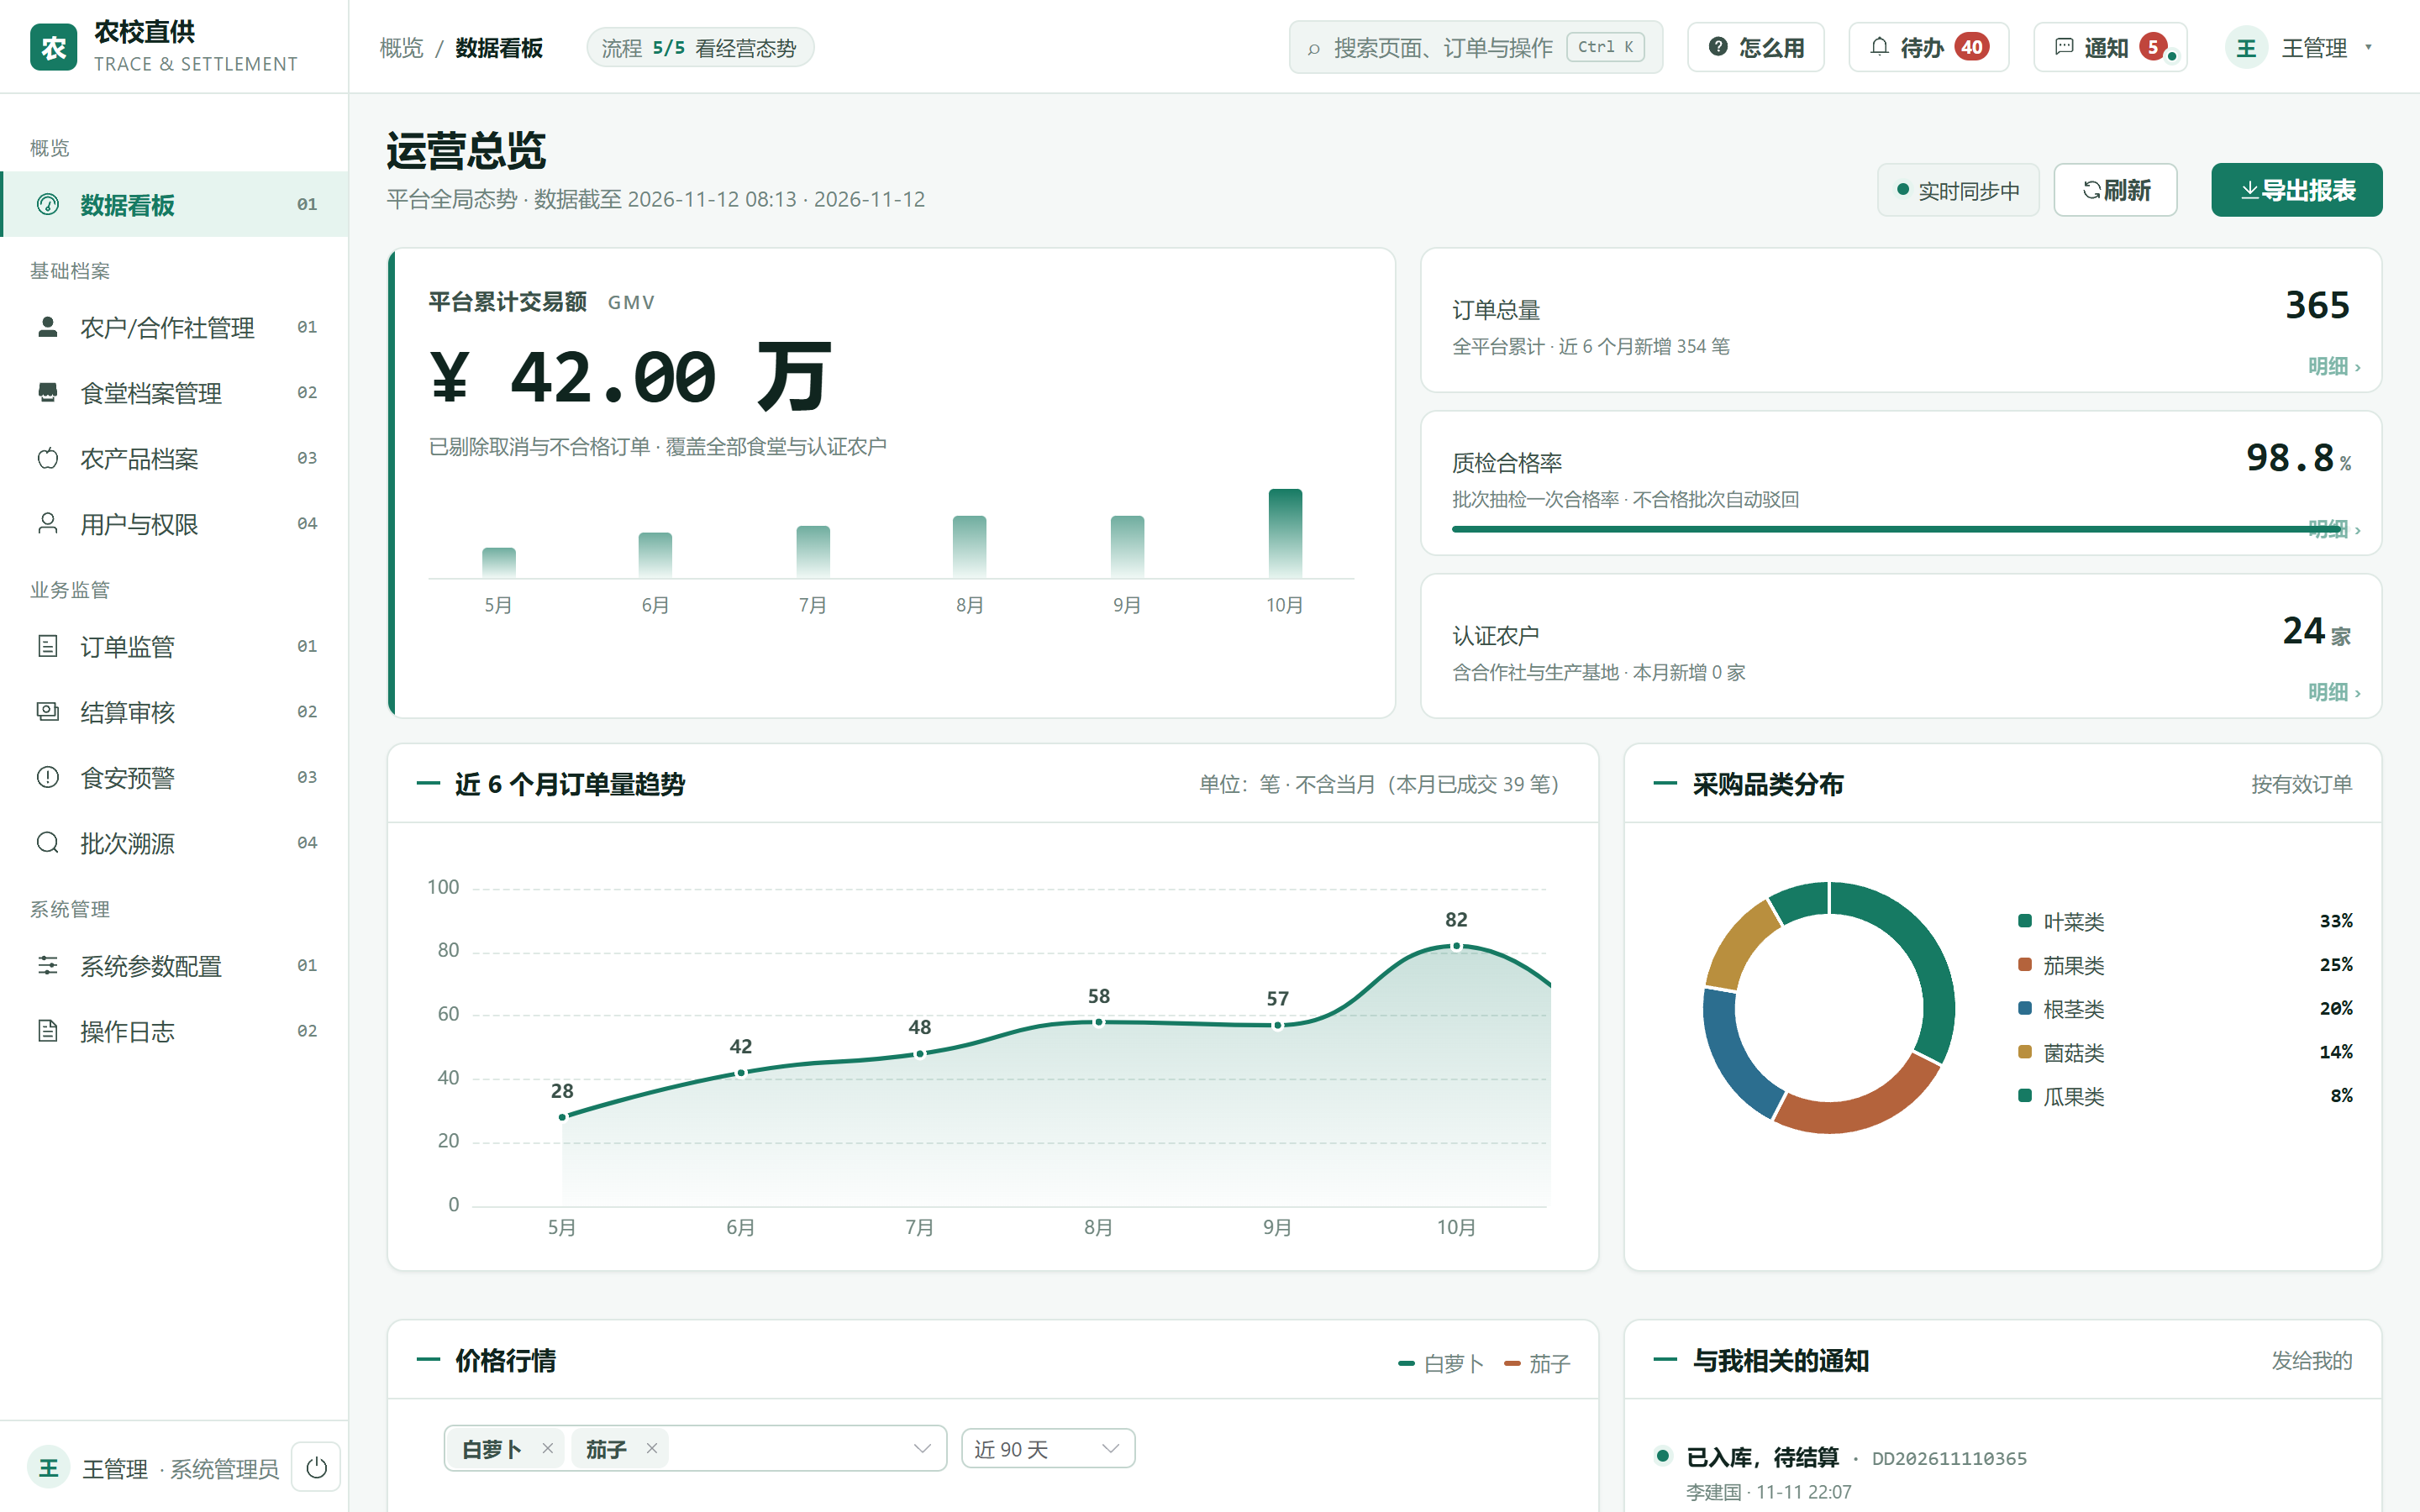 农
农校直供
TRACE & SETTLEMENT
概览 / 数据看板
流程 5/5 看经营态势
搜索页面、订单与操作 Ctrl K
怎么用
待办 40
通知 5
王 王管理
概览
数据看板 01
基础档案
农户/合作社管理 01
食堂档案管理 02
农产品档案 03
用户与权限 04
业务监管
订单监管 01
结算审核 02
食安预警 03
批次溯源 04
系统管理
系统参数配置 01
操作日志 02
王 王管理 · 系统管理员
运营总览
平台全局态势 · 数据截至 2026-11-12 08:13 · 2026-11-12
实时同步中
刷新
导出报表
平台累计交易额 GMV
¥ 42.00 万
已剔除取消与不合格订单 · 覆盖全部食堂与认证农户
5月 6月 7月 8月 9月 10月
订单总量 365
全平台累计 · 近 6 个月新增 354 笔
明细 ›
质检合格率 98.8%
批次抽检一次合格率 · 不合格批次自动驳回
明细 ›
认证农户 24 家
含合作社与生产基地 · 本月新增 0 家
明细 ›
近 6 个月订单量趋势
单位：笔 · 不含当月（本月已成交 39 笔）
100
80
60
40
20
0
28
42
48
58
57
82
5月 6月 7月 8月 9月 10月
采购品类分布
按有效订单
叶菜类 33%
茄果类 25%
根茎类 20%
菌菇类 14%
瓜果类 8%
价格行情
白萝卜 茄子
白萝卜 × 茄子 ×
近 90 天
与我相关的通知
发给我的
已入库，待结算 · DD202611110365
李建国 · 11-11 22:07